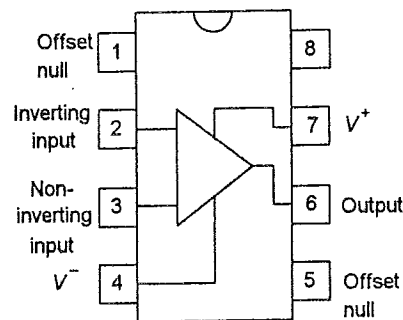 Offset
null
1
8
Inverting
input
2
7
V+
Non-
inverting
input
3
6
Output
V−
4
5
Offset
null